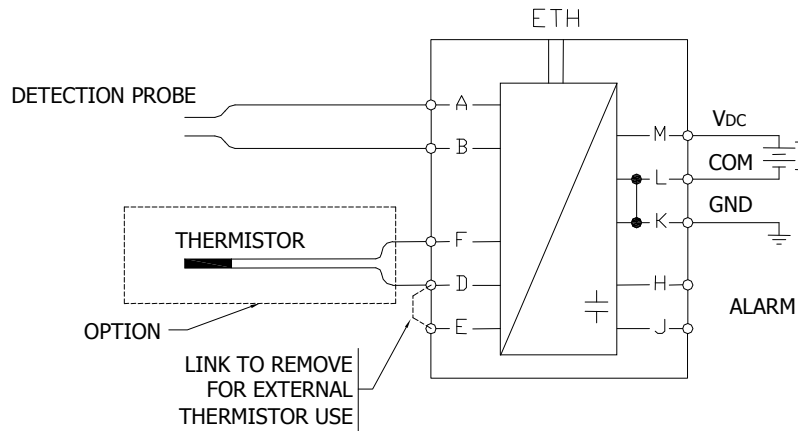 ETH
DETECTION PROBE
A
B
M
VDC
L
COM
K
GND
THERMISTOR
F
D
E
H
J
ALARM
OPTION
LINK TO REMOVE
FOR EXTERNAL
THERMISTOR USE